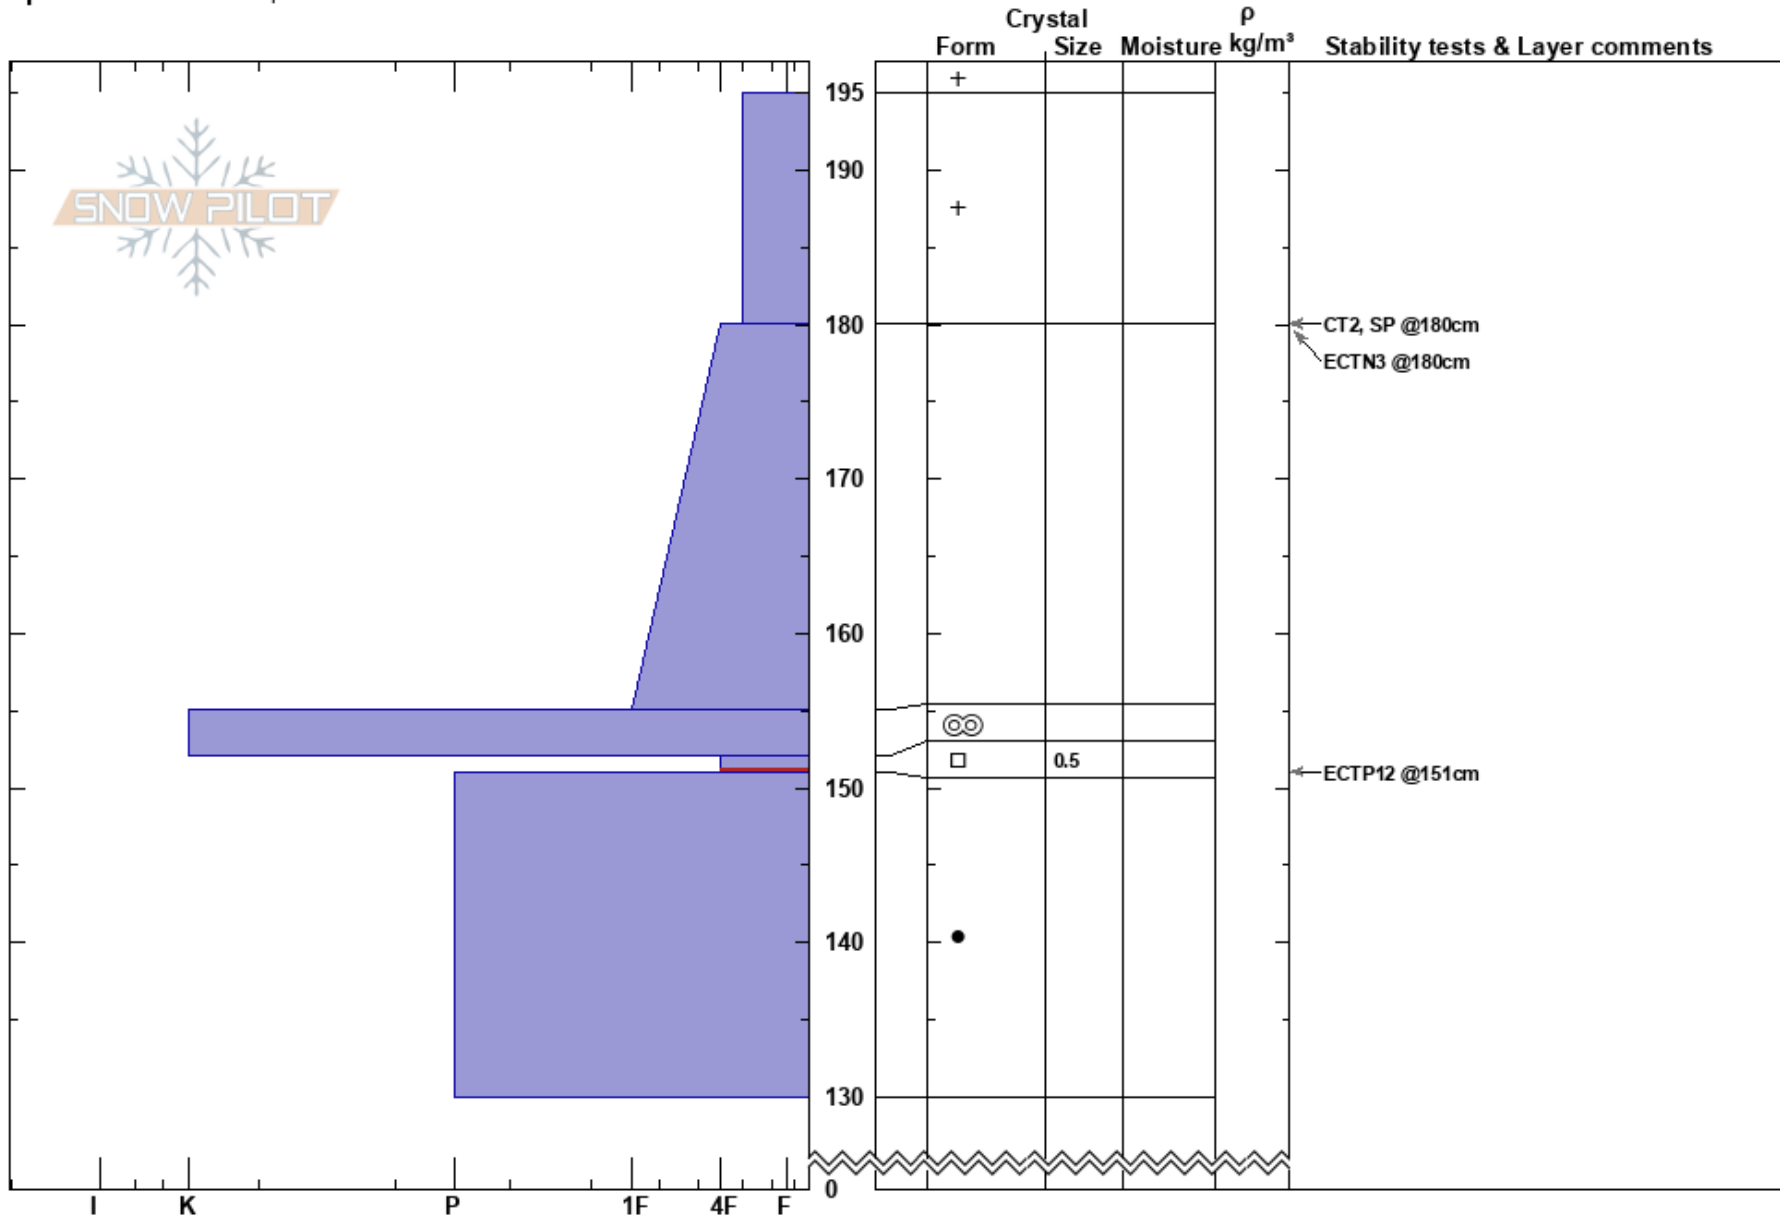 Crystal
ρ
Form Size Moisture kg/m³ Stability tests & Layer comments
SNOW PILOT
195
190
180
170
160
150
140
130
0
CT2, SP @180cm
ECTN3 @180cm
0.5
ECTP12 @151cm
I K P 1F 4F F